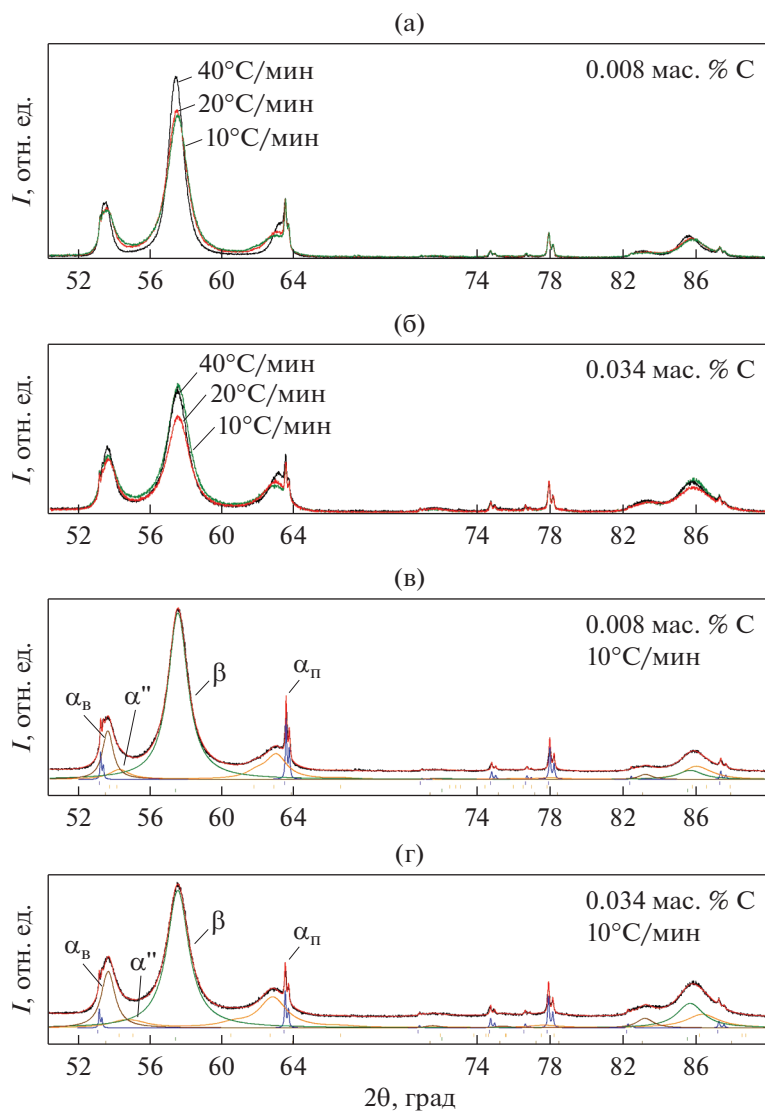 (а)
I, отн. ед.
40°С/мин
20°С/мин
10°С/мин
0.008 мас. % С
52 56 60 64 74 78 82 86
(б)
I, отн. ед.
40°С/мин
20°С/мин
10°С/мин
0.034 мас. % С
52 56 60 64 74 78 82 86
(в)
I, отн. ед.
0.008 мас. % С
10°С/мин
αв α" β αп
52 56 60 64 74 78 82 86
(г)
I, отн. ед.
0.034 мас. % С
10°С/мин
αв α" β αп
52 56 60 64 74 78 82 86
2θ, град